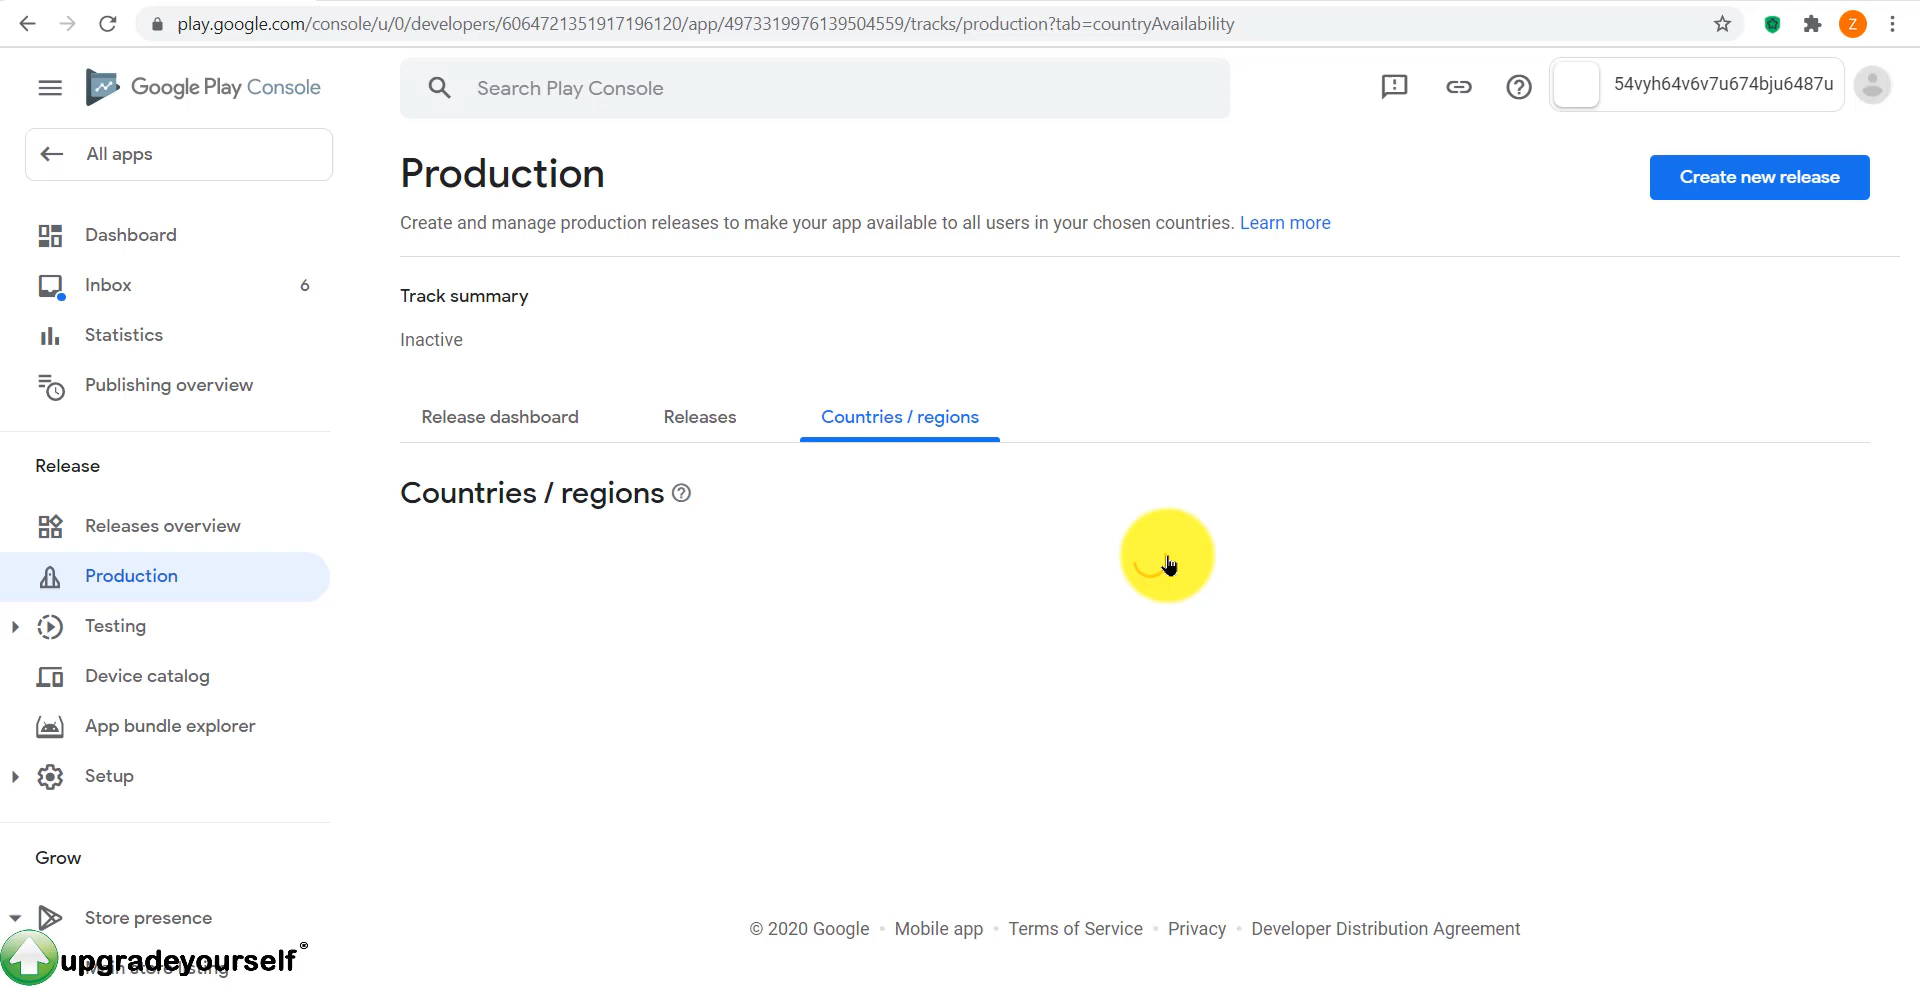 play.google.com/console/u/0/developers/6064721351917196120/app/4973319976139504559/tracks/production?tab=countryAvailability
Z
Google Play Console
Search Play Console
54vyh64v6v7u674bju6487u
All apps
Production
Create new release
Create and manage production releases to make your app available to all users in your chosen countries. Learn more
Dashboard
Inbox 6
Statistics
Publishing overview
Track summary
Inactive
Release dashboard Releases Countries / regions
Countries / regions
Release
Releases overview
Production
Testing
Device catalog
App bundle explorer
Setup
Grow
Store presence
Main store listing
upgradeyourself®
© 2020 Google • Mobile app • Terms of Service • Privacy • Developer Distribution Agreement